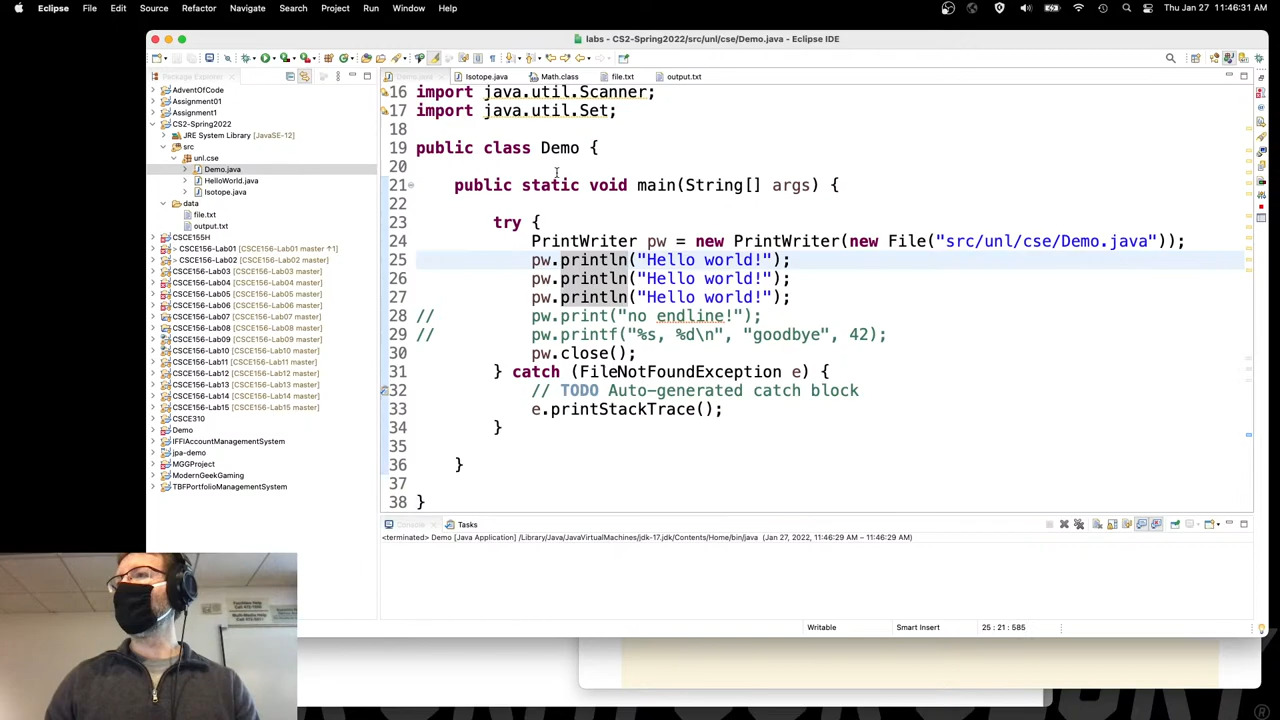 Eclipse File Edit Source Refactor Navigate Search Project Run Window Help Thu Jan 27 11:46:31 AM
labs - CS2-Spring2022/src/unl/cse/Demo.java - Eclipse IDE
Package Explorer
AdventOfCode
Assignment01
Assignment1
CS2-Spring2022
JRE System Library [JavaSE-12]
src
unl.cse
Demo.java
HelloWorld.java
Isotope.java
data
file.txt
output.txt
CSCE155H
> CSCE156-Lab01 [CSCE156-Lab01 master ↑1]
> CSCE156-Lab02 [CSCE156-Lab02 master]
CSCE156-Lab03 [CSCE156-Lab03 master]
CSCE156-Lab04 [CSCE156-Lab04 master]
CSCE156-Lab05 [CSCE156-Lab05 master]
CSCE156-Lab06 [CSCE156-Lab06 master]
CSCE156-Lab07 [CSCE156-Lab07 master]
CSCE156-Lab08 [CSCE156-Lab08 master]
CSCE156-Lab09 [CSCE156-Lab09 master]
CSCE156-Lab10 [CSCE156-Lab10 master]
CSCE156-Lab11 [CSCE156-Lab11 master]
CSCE156-Lab12 [CSCE156-Lab12 master]
CSCE156-Lab13 [CSCE156-Lab13 master]
CSCE156-Lab14 [CSCE156-Lab14 master]
CSCE156-Lab15 [CSCE156-Lab15 master]
CSCE310
Demo
IFFIAccountManagementSystem
jpa-demo
MGGProject
ModernGeekGaming
TBFPortfolioManagementSystem
Demo.java Isotope.java Math.class file.txt output.txt
16 import java.util.Scanner;
17 import java.util.Set;
18
19 public class Demo {
20
21 public static void main(String[] args) {
22
23 try {
24 PrintWriter pw = new PrintWriter(new File("src/unl/cse/Demo.java"));
25 pw.println("Hello world!");
26 pw.println("Hello world!");
27 pw.println("Hello world!");
28 // pw.print("no endline!");
29 // pw.printf("%s, %d\n", "goodbye", 42);
30 pw.close();
31 } catch (FileNotFoundException e) {
32 // TODO Auto-generated catch block
33 e.printStackTrace();
34 }
35
36 }
37
38 }
Console Tasks
<terminated> Demo [Java Application] /Library/Java/JavaVirtualMachines/jdk-17.jdk/Contents/Home/bin/java (Jan 27, 2022, 11:46:29 AM – 11:46:29 AM)
Writable Smart Insert 25 : 21 : 585